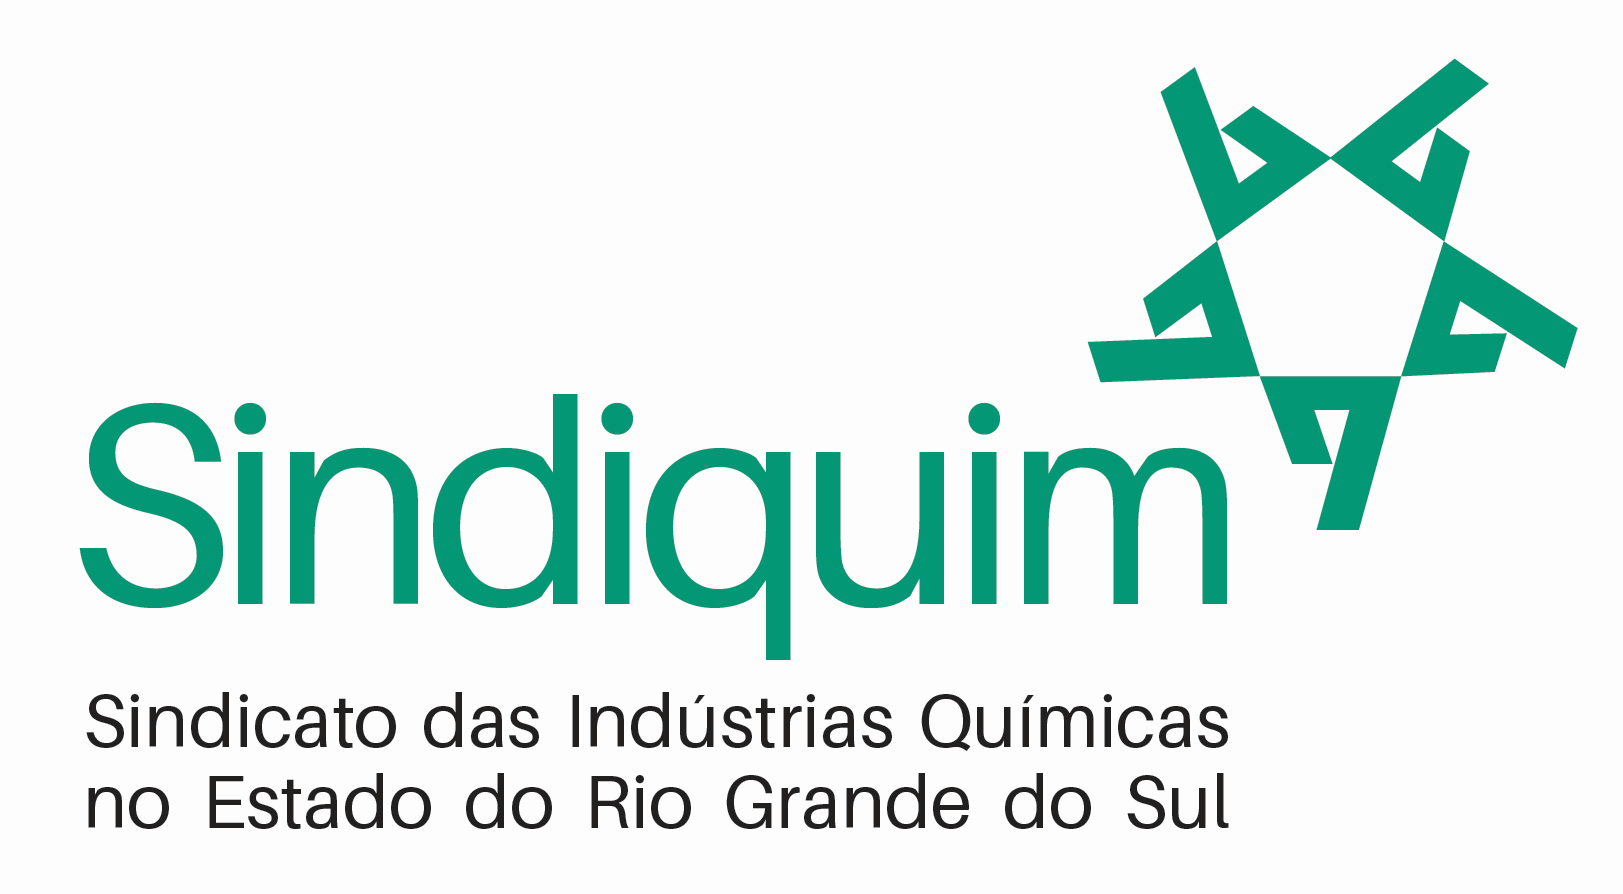 Sindiquim
Sindicato das Indústrias Químicas
no Estado do Rio Grande do Sul